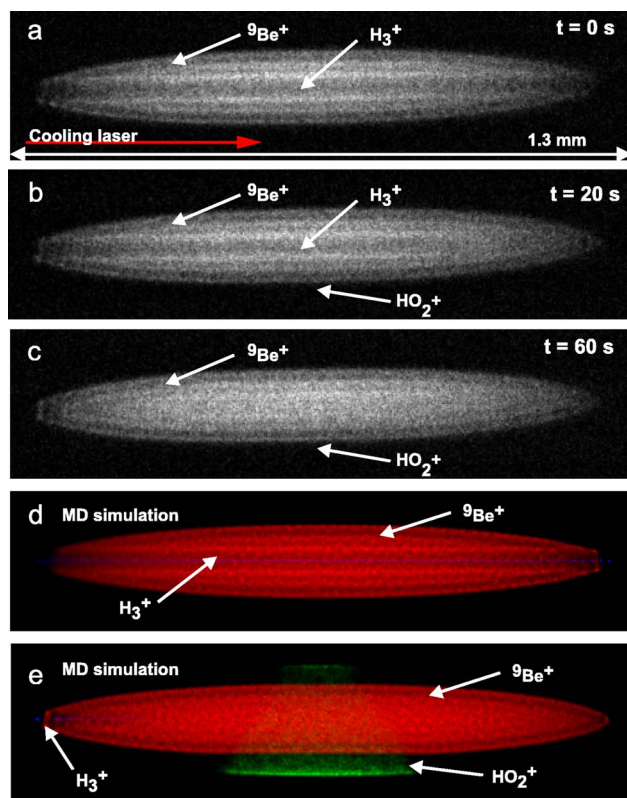 a
⁹Be⁺
H₃⁺
t = 0 s
Cooling laser
1.3 mm
b
⁹Be⁺
H₃⁺
t = 20 s
HO₂⁺
c
⁹Be⁺
t = 60 s
HO₂⁺
d
MD simulation
⁹Be⁺
H₃⁺
e
MD simulation
⁹Be⁺
H₃⁺
HO₂⁺